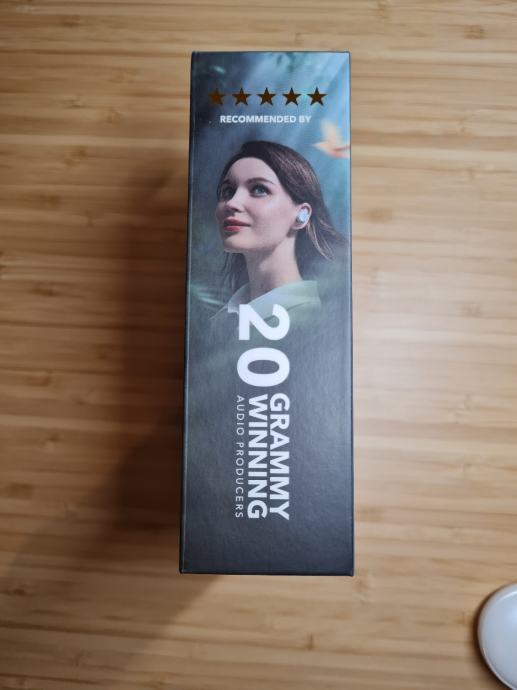 RECOMMENDED BY
20
GRAMMY
WINNING
AUDIO PRODUCERS